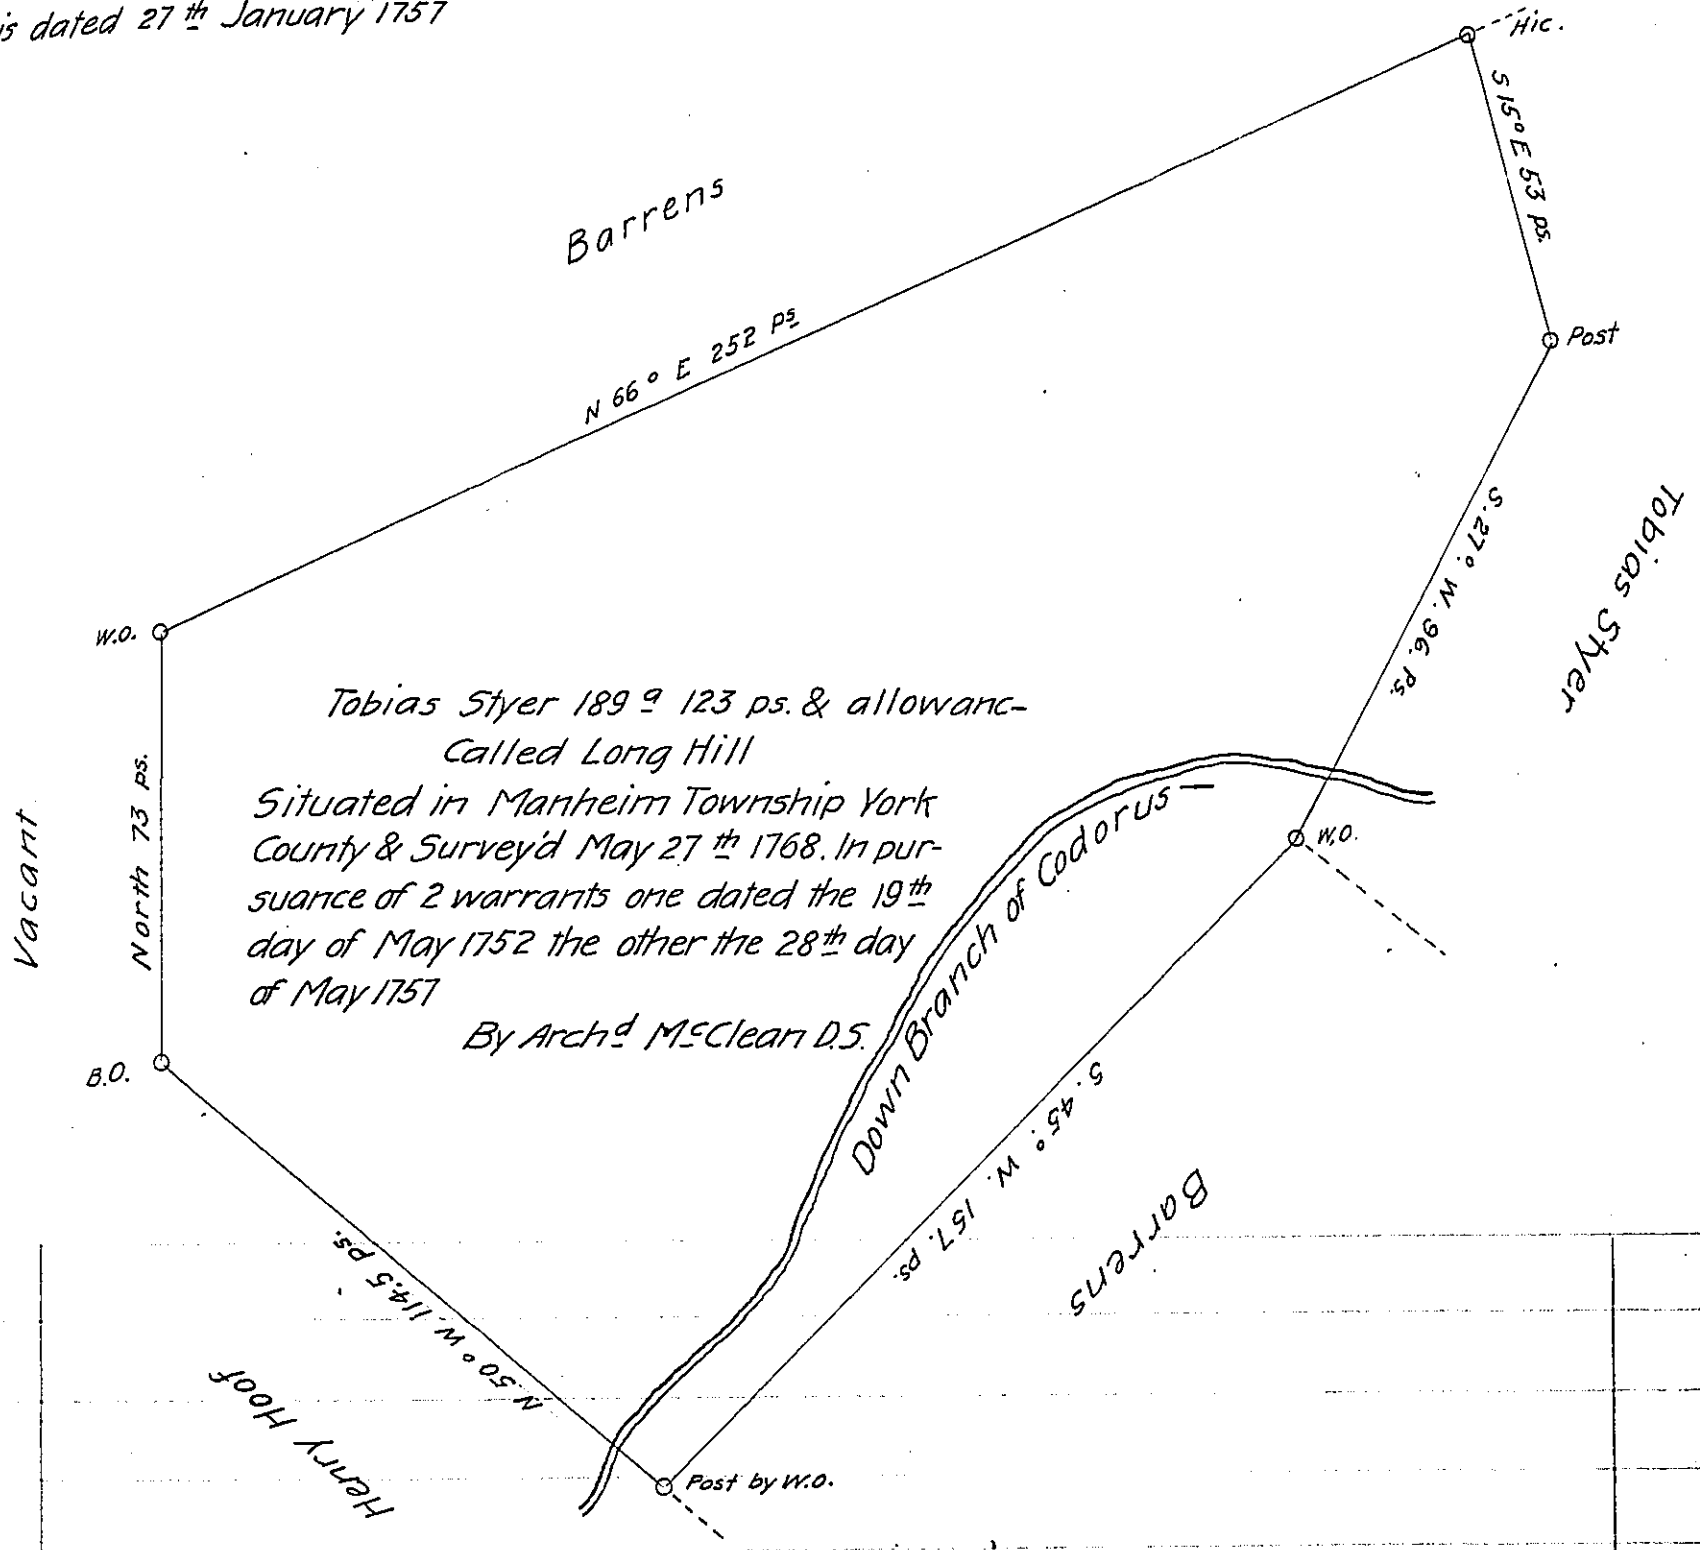 is dated 27th January 1757
Hic.
S 15° E 53 ps.
Barrens
Post
N 66° E 252 ps
S. 27° W. 96. Ps.
Tobias Styer
W.O.
Tobias Styer 189 a 123 ps. & allowanc-
Called Long Hill
Situated in Manheim Township York
County & Survey'd May 27th 1768. In pur-
suance of 2 warrants one dated the 19th
day of May 1752 the other the 28th day
of May 1757
By Archd McClean D.S.
North 73 ps.
Vacant
W.O.
Down Branch of Codorus
B.O.
S. 45° W. 157. ps.
Barrens
N. 50° W. 114.5 ps.
Henry Hoof
Post by W.O.